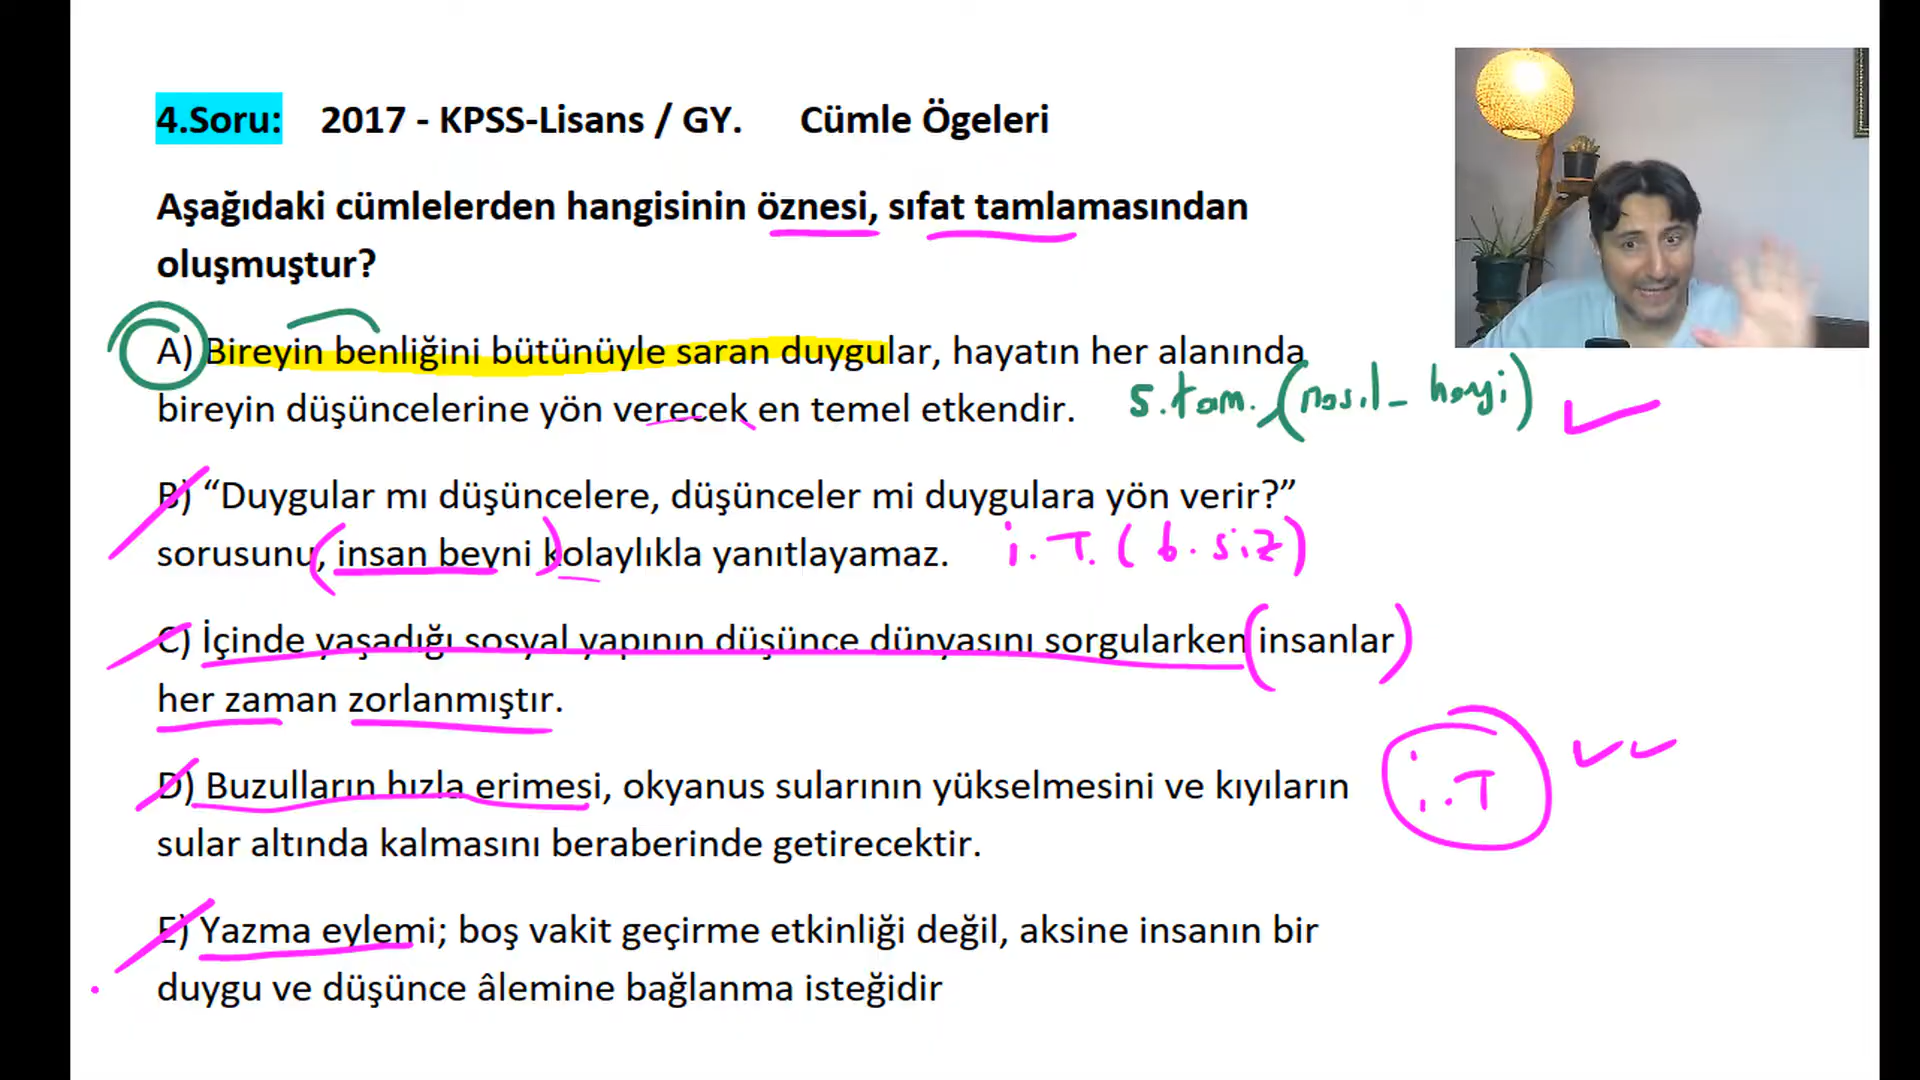 4.Soru: 2017 - KPSS-Lisans / GY. Cümle Ögeleri
Aşağıdaki cümlelerden hangisinin öznesi, sıfat tamlamasından
oluşmuştur?
A) Bireyin benliğini bütünüyle saran duygular, hayatın her alanında
bireyin düşüncelerine yön verecek en temel etkendir.
s.tam. (nasıl - hangi)
B) “Duygular mı düşüncelere, düşünceler mi duygulara yön verir?”
sorusunu, insan beyni kolaylıkla yanıtlayamaz.
i.T. (b.siz)
C) İçinde yaşadığı sosyal yapının düşünce dünyasını sorgularken insanlar
her zaman zorlanmıştır.
D) Buzulların hızla erimesi, okyanus sularının yükselmesini ve kıyıların
i.T
sular altında kalmasını beraberinde getirecektir.
E) Yazma eylemi; boş vakit geçirme etkinliği değil, aksine insanın bir
duygu ve düşünce âlemine bağlanma isteğidir